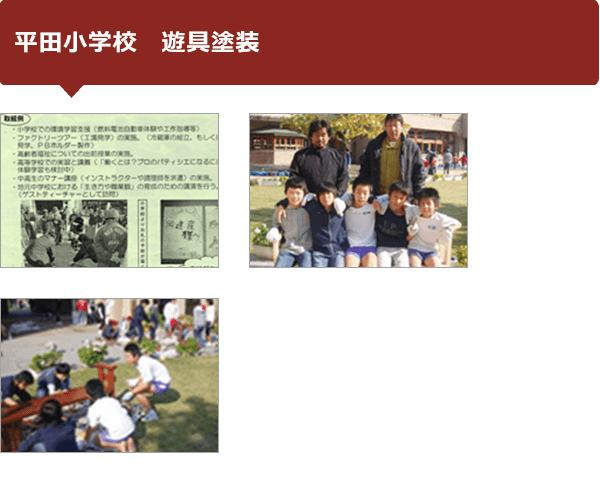 平田小学校　遊具塗装
取組例
・小学校での環境学習支援（燃料電池自動車体験や工作指導等）
・ファクトリーツアー（工場見学）の実施。（冷蔵庫の組立、もしく
見学、ＰＢホルダー製作）
・高齢者福祉についての出前授業の実施。
・高等学校での実習と講義（「働くとは？プロのパティシエになるに
体験学習も検討中）
・中高生のマナー講座（インストラクターや調理師を派遣）の実施。
・地元中学校における「生き方や職業観」の育成のための講演を行う。
（ゲストティーチャーとして訪問）